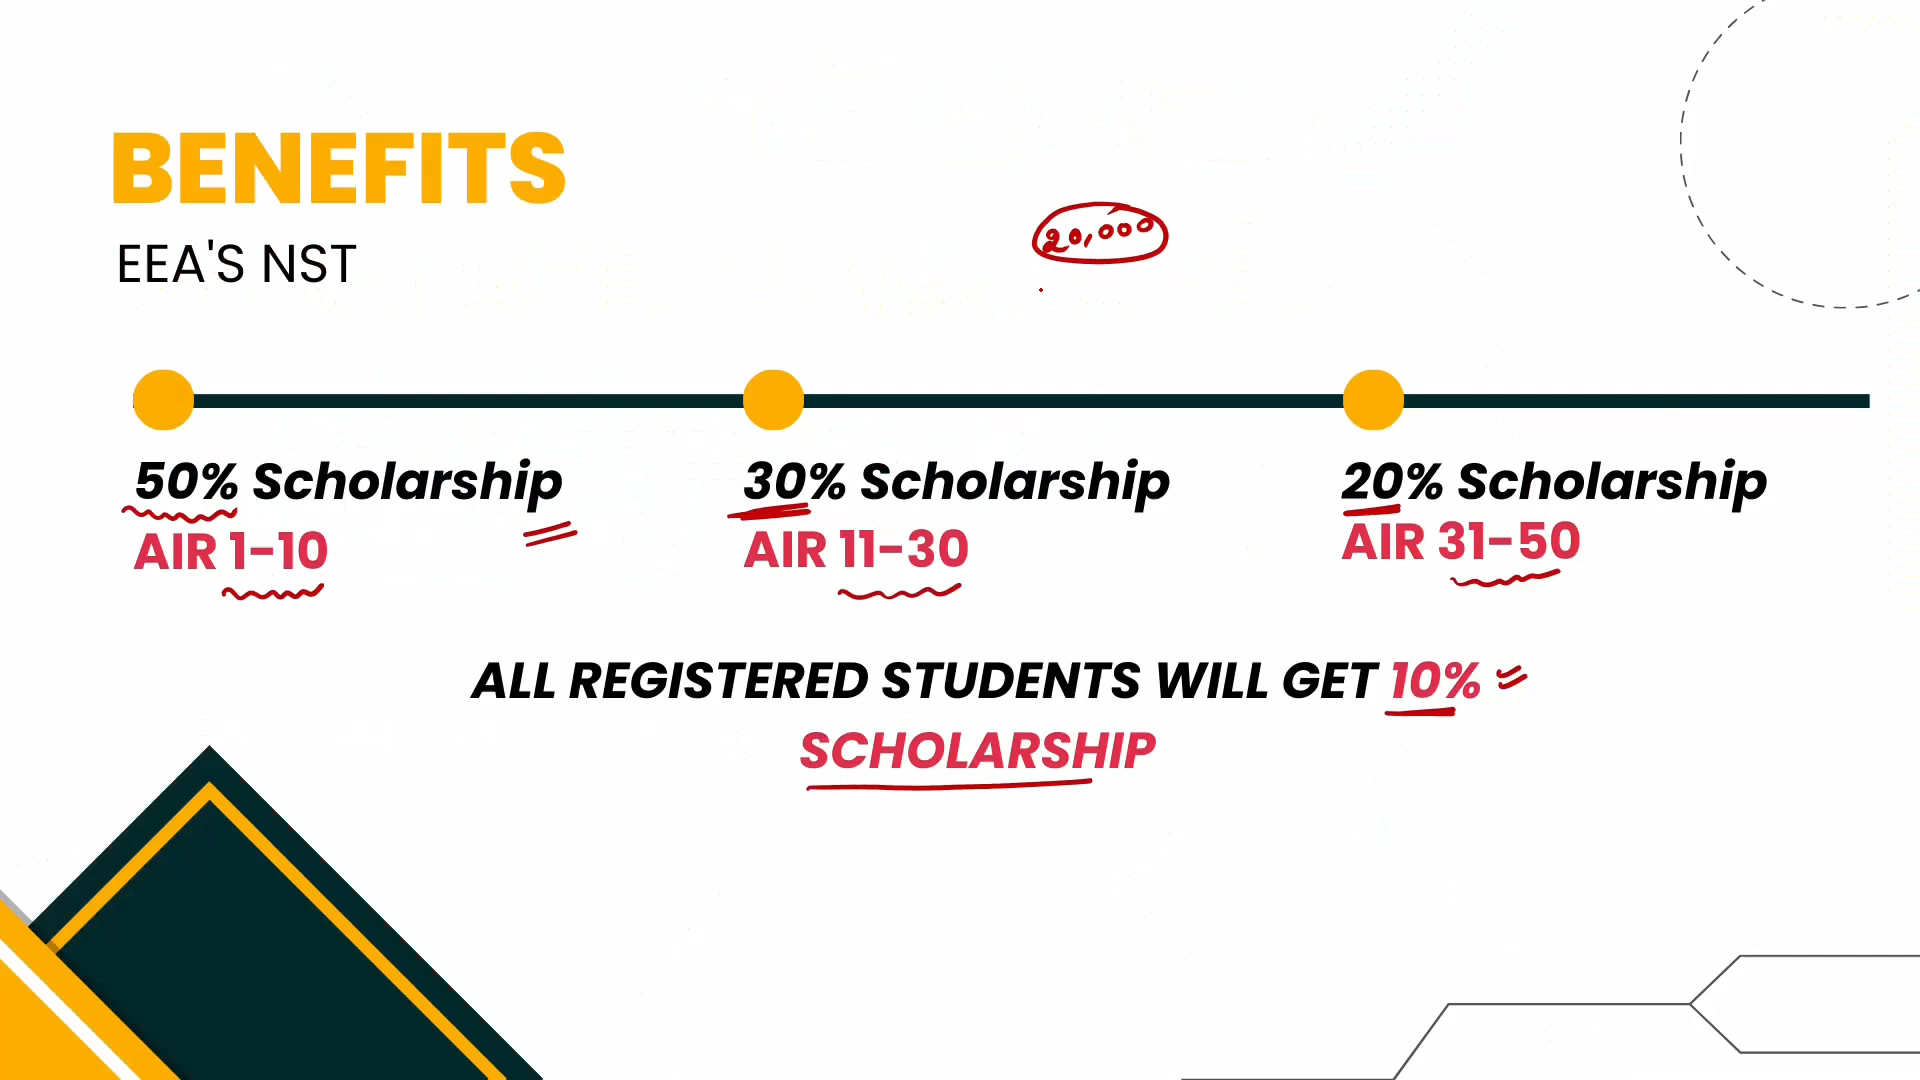 BENEFITS
EEA'S NST
20,000
50% Scholarship
AIR 1-10
30% Scholarship
AIR 11-30
20% Scholarship
AIR 31-50
ALL REGISTERED STUDENTS WILL GET 10%
SCHOLARSHIP